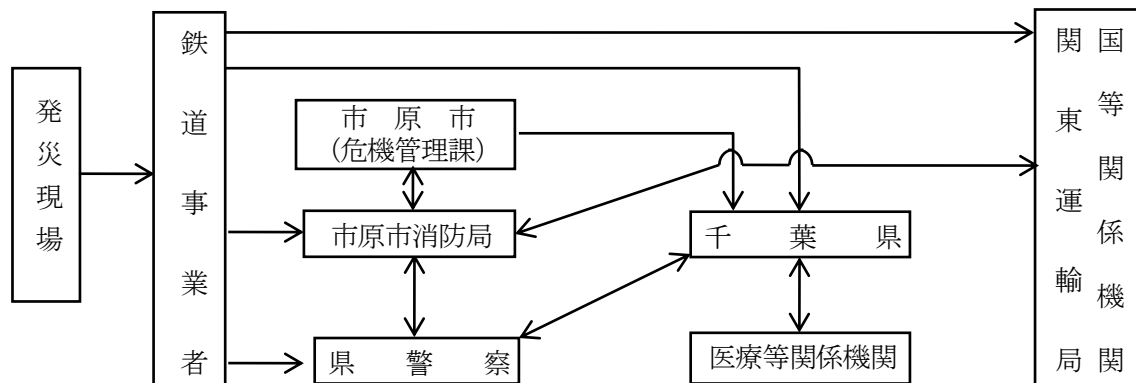 発災現場
鉄道事業者
市原市
(危機管理課)
市原市消防局
県警察
千葉県
医療等関係機関
国等関係機関
関東運輸局